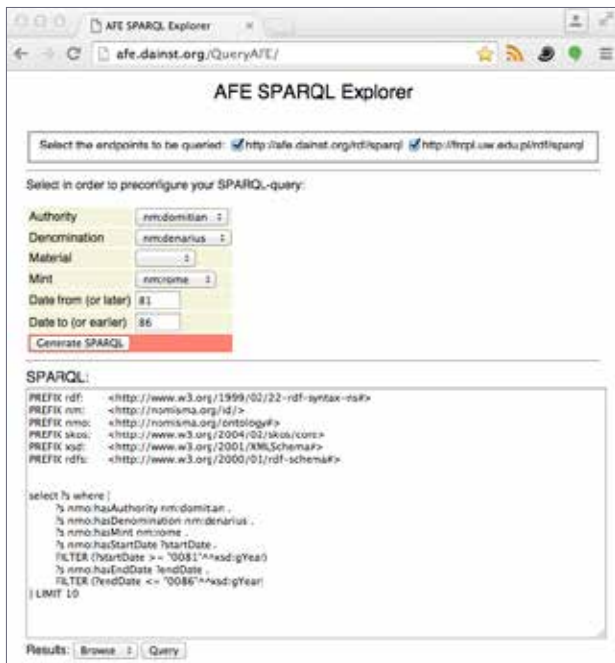 AFE SPARQL Explorer
afe.dainst.org/QueryAFE/
AFE SPARQL Explorer
Select the endpoints to be queried: http://afe.dainst.org/rdf/sparql http://frcpl.uw.edu.pl/rdf/sparql
Select in order to preconfigure your SPARQL-query:
Authority nm:domitian
Denomination nm:denarius
Material
Mint nm:rome
Date from (or later) 81
Date to (or earlier) 86
Generate SPARQL
SPARQL:
PREFIX rdf: <http://www.w3.org/1999/02/22-rdf-syntax-ns#>
PREFIX nm: <http://nomisma.org/id/>
PREFIX nmo: <http://nomisma.org/ontology#>
PREFIX skos: <http://www.w3.org/2004/02/skos/core>
PREFIX xsd: <http://www.w3.org/2001/XMLSchema#>
PREFIX rdfs: <http://www.w3.org/2000/01/rdf-schema#>
select ?s where {
?s nmo:hasAuthority nm:domitian .
?s nmo:hasDenomination nm:denarius .
?s nmo:hasMint nm:rome .
?s nmo:hasStartDate ?startDate .
FILTER (?startDate >= "0081"^^xsd:gYear)
?s nmo:hasEndDate ?endDate .
FILTER (?endDate <= "0086"^^xsd:gYear)
} LIMIT 10
Results: Browse Query